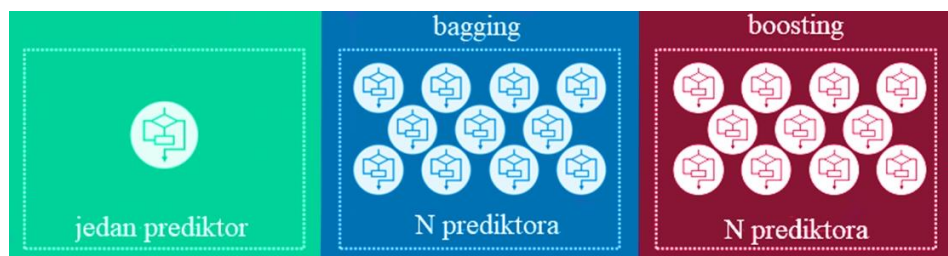 bagging
boosting
jedan prediktor
N prediktora
N prediktora